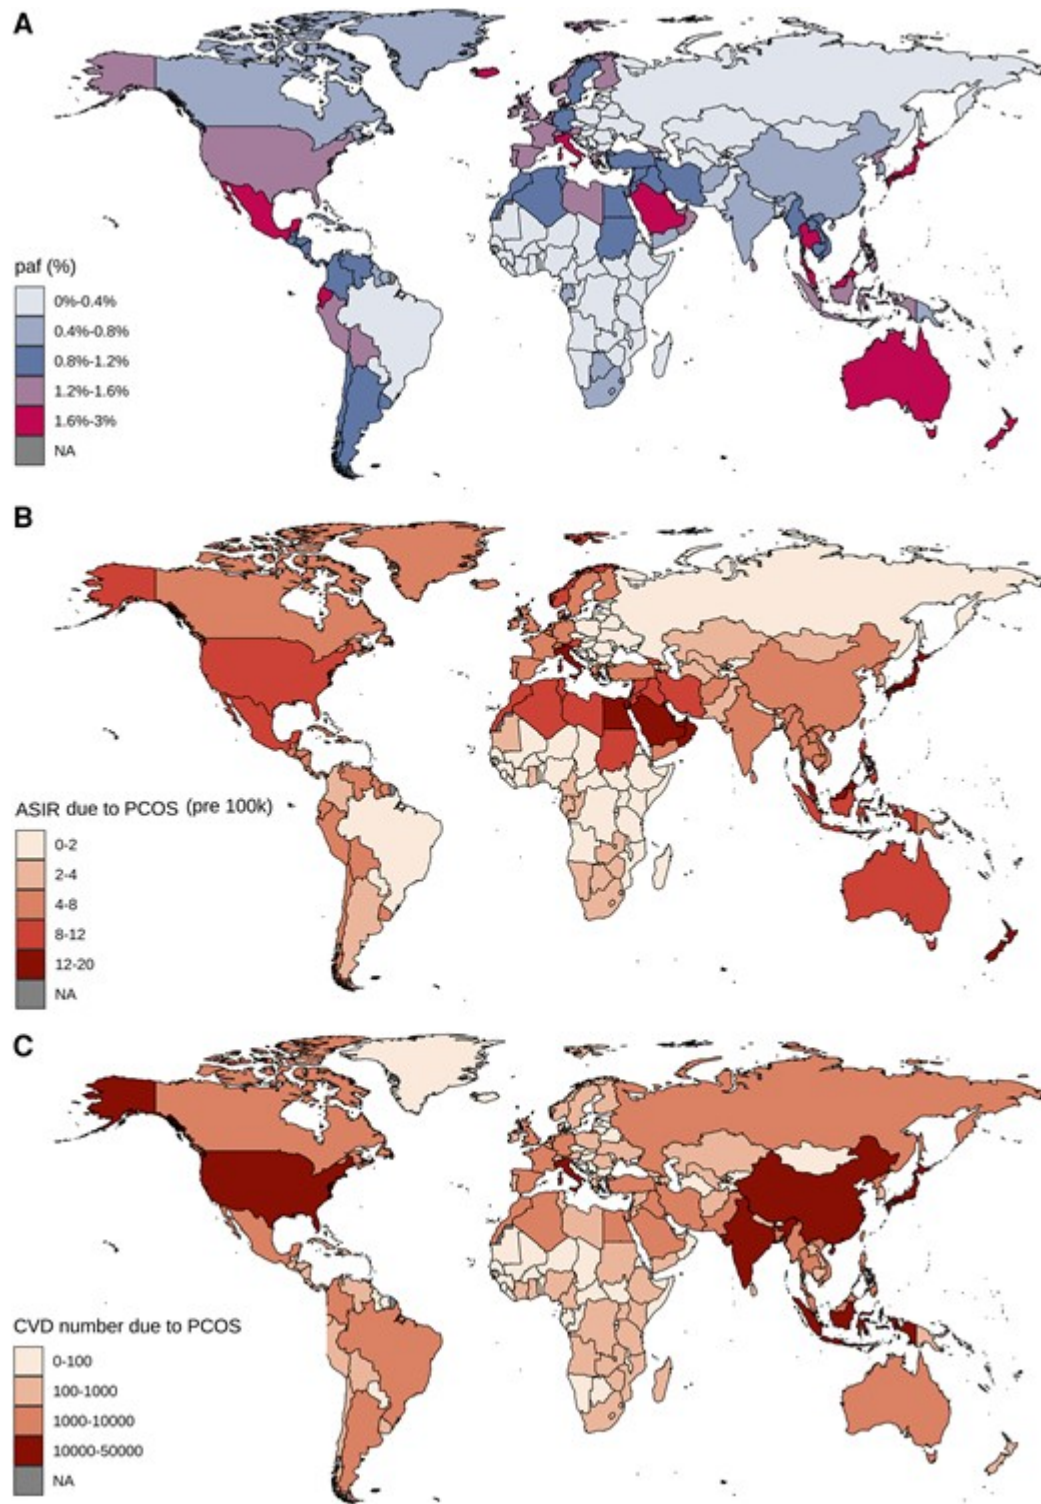 A
paf (%)
0%-0.4%
0.4%-0.8%
0.8%-1.2%
1.2%-1.6%
1.6%-3%
NA
B
ASIR due to PCOS (pre 100k)
0-2
2-4
4-8
8-12
12-20
NA
C
CVD number due to PCOS
0-100
100-1000
1000-10000
10000-50000
NA